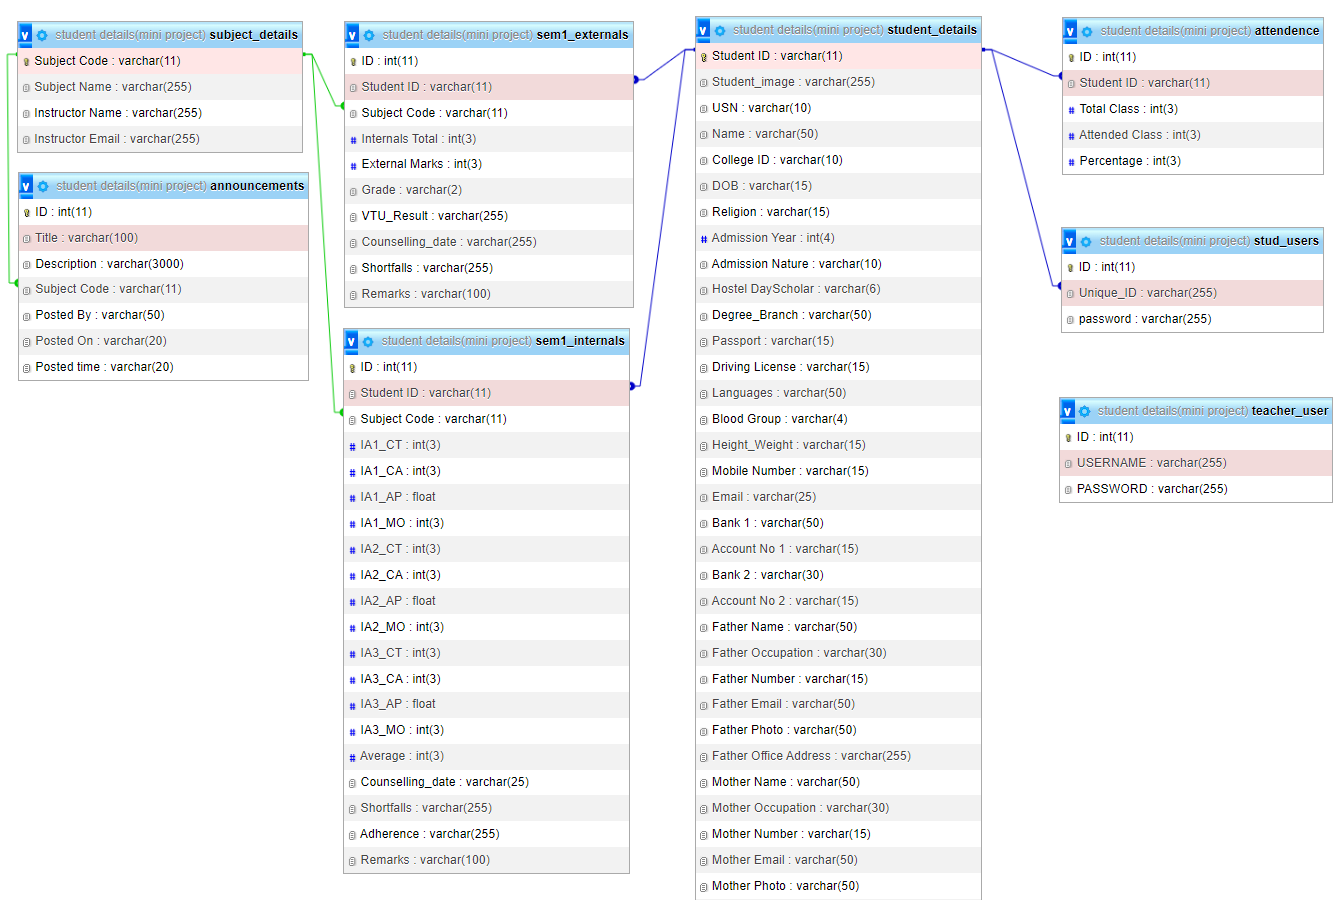 student details(mini project) subject_details
Subject Code : varchar(11)
Subject Name : varchar(255)
Instructor Name : varchar(255)
Instructor Email : varchar(255)
student details(mini project) announcements
ID : int(11)
Title : varchar(100)
Description : varchar(3000)
Subject Code : varchar(11)
Posted By : varchar(50)
Posted On : varchar(20)
Posted time : varchar(20)
student details(mini project) sem1_externals
ID : int(11)
Student ID : varchar(11)
Subject Code : varchar(11)
Internals Total : int(3)
External Marks : int(3)
Grade : varchar(2)
VTU_Result : varchar(255)
Counselling_date : varchar(255)
Shortfalls : varchar(255)
Remarks : varchar(100)
student details(mini project) sem1_internals
ID : int(11)
Student ID : varchar(11)
Subject Code : varchar(11)
IA1_CT : int(3)
IA1_CA : int(3)
IA1_AP : float
IA1_MO : int(3)
IA2_CT : int(3)
IA2_CA : int(3)
IA2_AP : float
IA2_MO : int(3)
IA3_CT : int(3)
IA3_CA : int(3)
IA3_AP : float
IA3_MO : int(3)
Average : int(3)
Counselling_date : varchar(25)
Shortfalls : varchar(255)
Adherence : varchar(255)
Remarks : varchar(100)
student details(mini project) student_details
Student ID : varchar(11)
Student_image : varchar(255)
USN : varchar(10)
Name : varchar(50)
College ID : varchar(10)
DOB : varchar(15)
Religion : varchar(15)
Admission Year : int(4)
Admission Nature : varchar(10)
Hostel DayScholar : varchar(6)
Degree_Branch : varchar(50)
Passport : varchar(15)
Driving License : varchar(15)
Languages : varchar(50)
Blood Group : varchar(4)
Height_Weight : varchar(15)
Mobile Number : varchar(15)
Email : varchar(25)
Bank 1 : varchar(50)
Account No 1 : varchar(15)
Bank 2 : varchar(30)
Account No 2 : varchar(15)
Father Name : varchar(50)
Father Occupation : varchar(30)
Father Number : varchar(15)
Father Email : varchar(50)
Father Photo : varchar(50)
Father Office Address : varchar(255)
Mother Name : varchar(50)
Mother Occupation : varchar(30)
Mother Number : varchar(15)
Mother Email : varchar(50)
Mother Photo : varchar(50)
student details(mini project) attendence
ID : int(11)
Student ID : varchar(11)
Total Class : int(3)
Attended Class : int(3)
Percentage : int(3)
student details(mini project) stud_users
ID : int(11)
Unique_ID : varchar(255)
password : varchar(255)
student details(mini project) teacher_user
ID : int(11)
USERNAME : varchar(255)
PASSWORD : varchar(255)